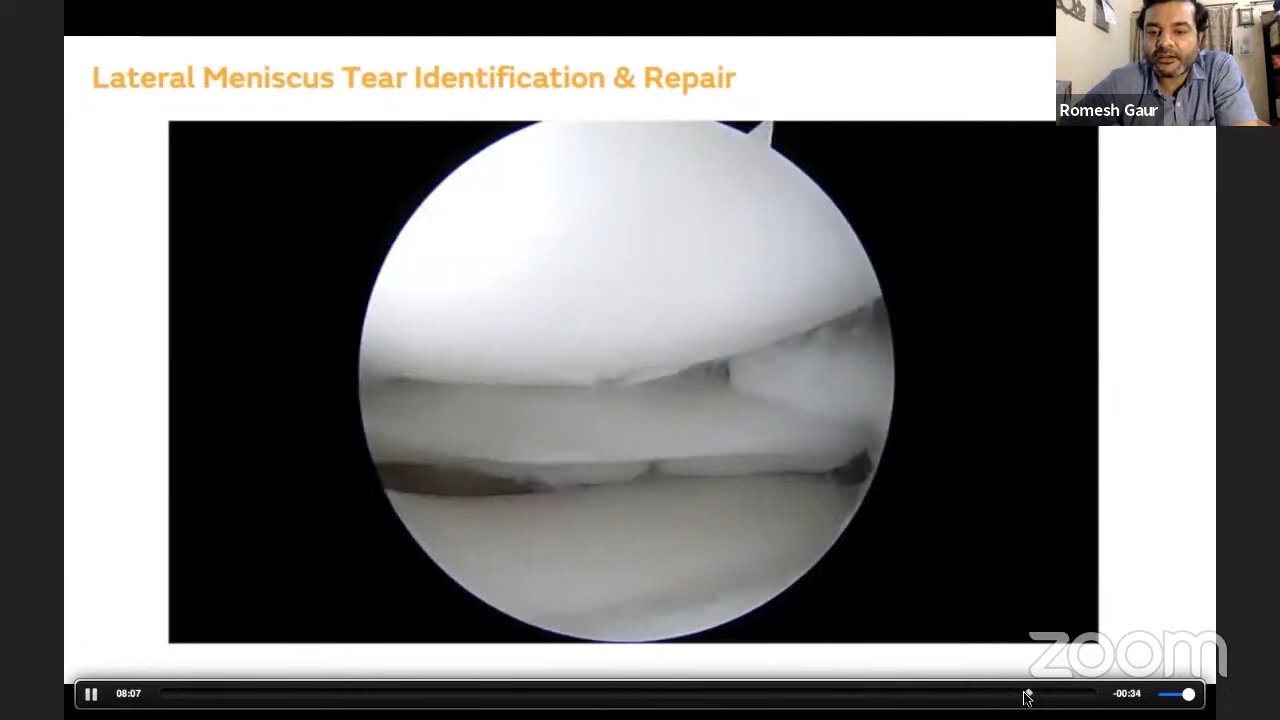 Lateral Meniscus Tear Identification & Repair
Romesh Gaur
zoom
08:07
-00:34